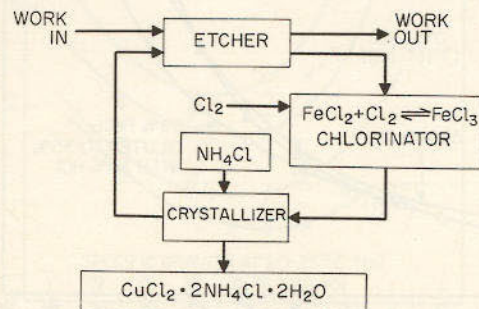 WORK
IN
ETCHER
WORK
OUT
Cl₂
FeCl₂+Cl₂ ⇌ FeCl₃
CHLORINATOR
NH₄Cl
CRYSTALLIZER
CuCl₂ • 2NH₄Cl • 2H₂O